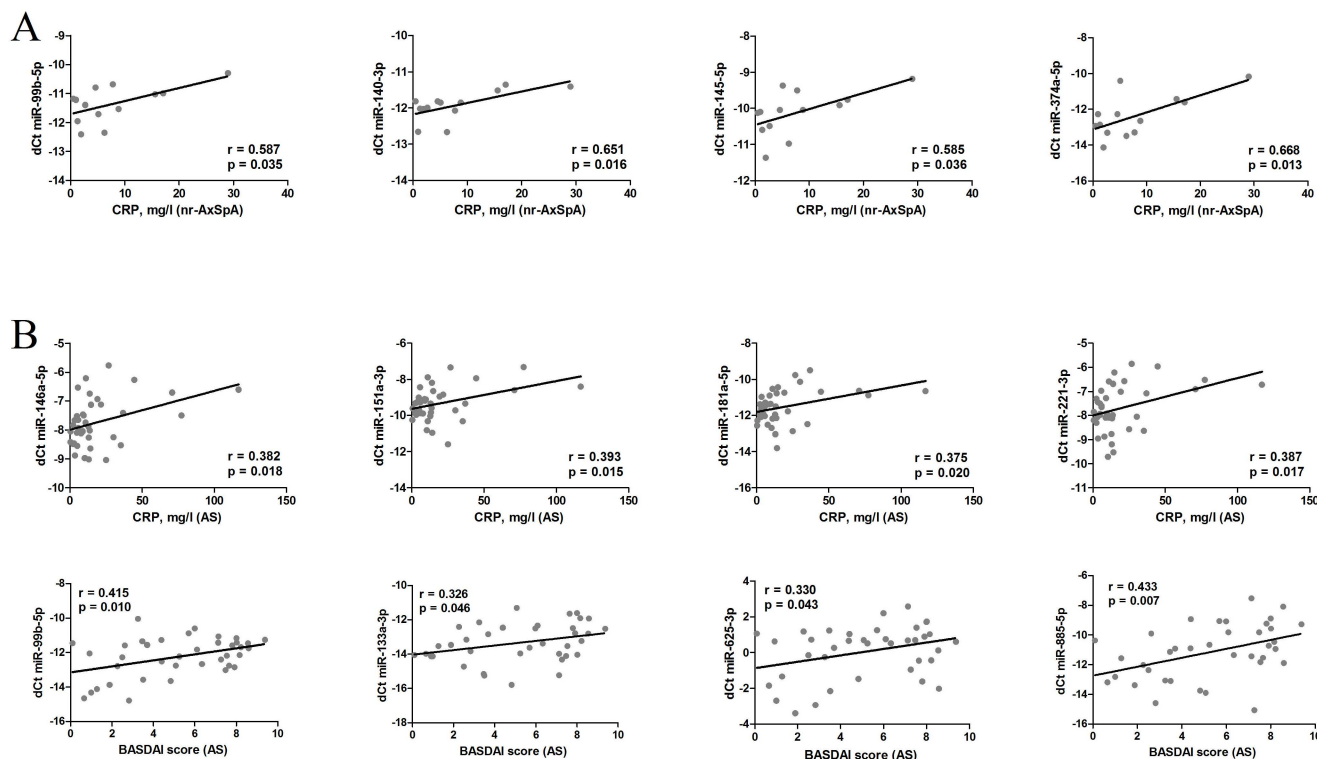 A
dCt miR-99b-5p
-9
-10
-11
-12
-13
-14
0 10 20 30 40
r = 0.587
p = 0.035
CRP, mg/l (nr-AxSpA)
dCt miR-140-3p
-10
-11
-12
-13
-14
0 10 20 30 40
r = 0.651
p = 0.016
CRP, mg/l (nr-AxSpA)
dCt miR-145-5p
-8
-9
-10
-11
-12
0 10 20 30 40
r = 0.585
p = 0.036
CRP, mg/l (nr-AxSpA)
dCt miR-374a-5p
-8
-10
-12
-14
-16
0 10 20 30 40
r = 0.668
p = 0.013
CRP, mg/l (nr-AxSpA)
B
dCt miR-146a-5p
-5
-6
-7
-8
-9
-10
0 50 100 150
r = 0.382
p = 0.018
CRP, mg/l (AS)
dCt miR-151a-3p
-6
-8
-10
-12
-14
0 50 100 150
r = 0.393
p = 0.015
CRP, mg/l (AS)
dCt miR-181a-5p
-8
-10
-12
-14
-16
-18
0 50 100 150
r = 0.375
p = 0.020
CRP, mg/l (AS)
dCt miR-221-3p
-5
-6
-7
-8
-9
-10
-11
0 50 100 150
r = 0.387
p = 0.017
CRP, mg/l (AS)
dCt miR-99b-5p
-8
-10
-12
-14
-16
0 2 4 6 8 10
r = 0.415
p = 0.010
BASDAI score (AS)
dCt miR-133a-3p
-10
-12
-14
-16
-18
0 2 4 6 8 10
r = 0.326
p = 0.046
BASDAI score (AS)
dCt miR-625-3p
4
2
0
-2
-4
0 2 4 6 8 10
r = 0.330
p = 0.043
BASDAI score (AS)
dCt miR-885-5p
-6
-8
-10
-12
-14
-16
0 2 4 6 8 10
r = 0.433
p = 0.007
BASDAI score (AS)